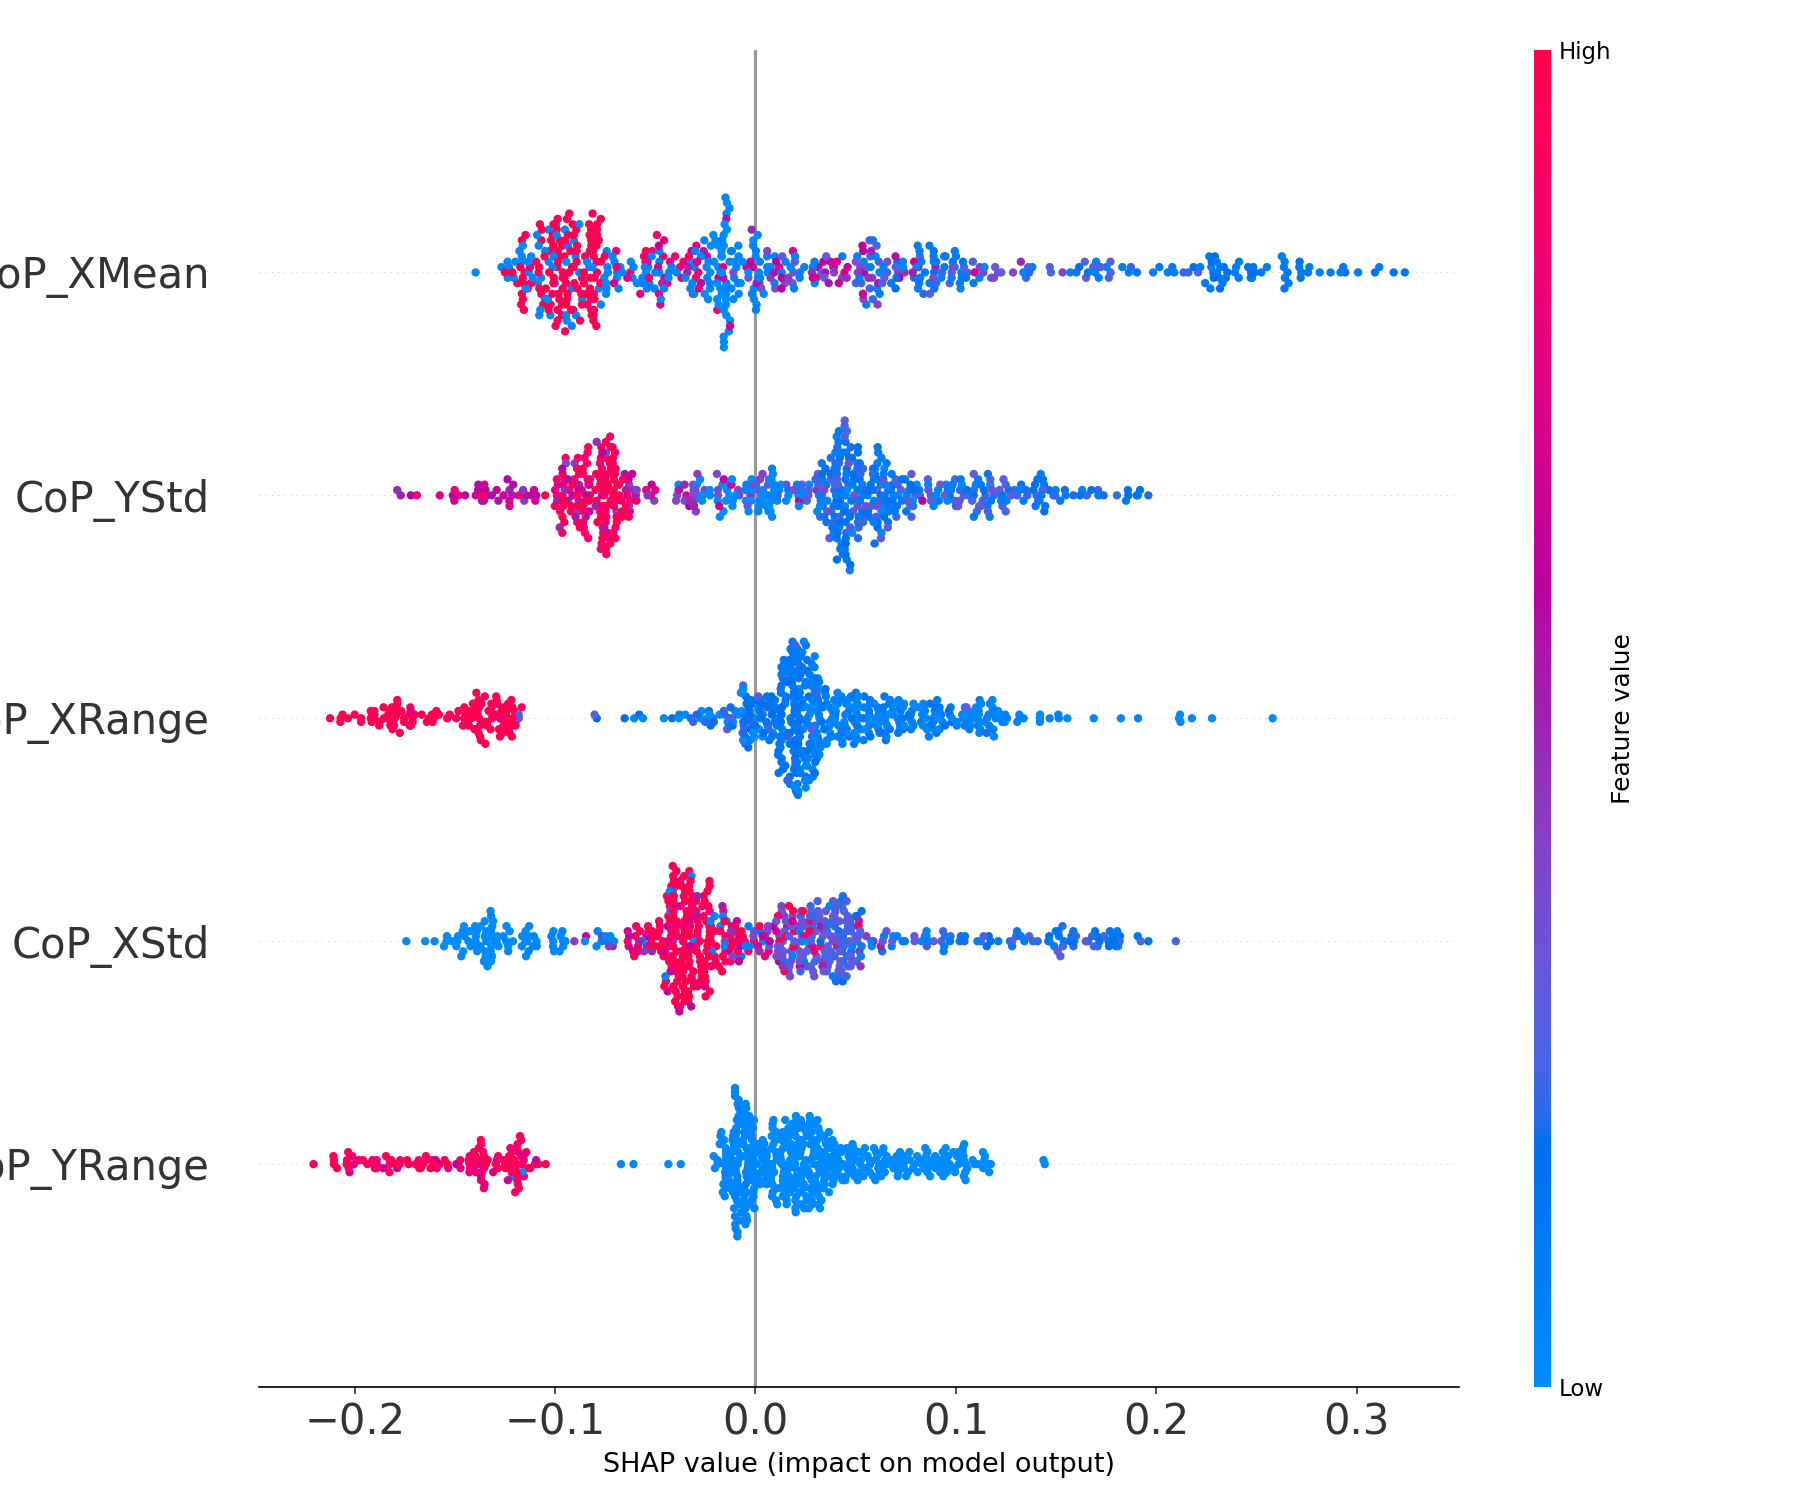 High
oP_XMean
CoP_YStd
P_XRange
CoP_XStd
oP_YRange
Feature value
Low
−0.2 −0.1 0.0 0.1 0.2 0.3
SHAP value (impact on model output)